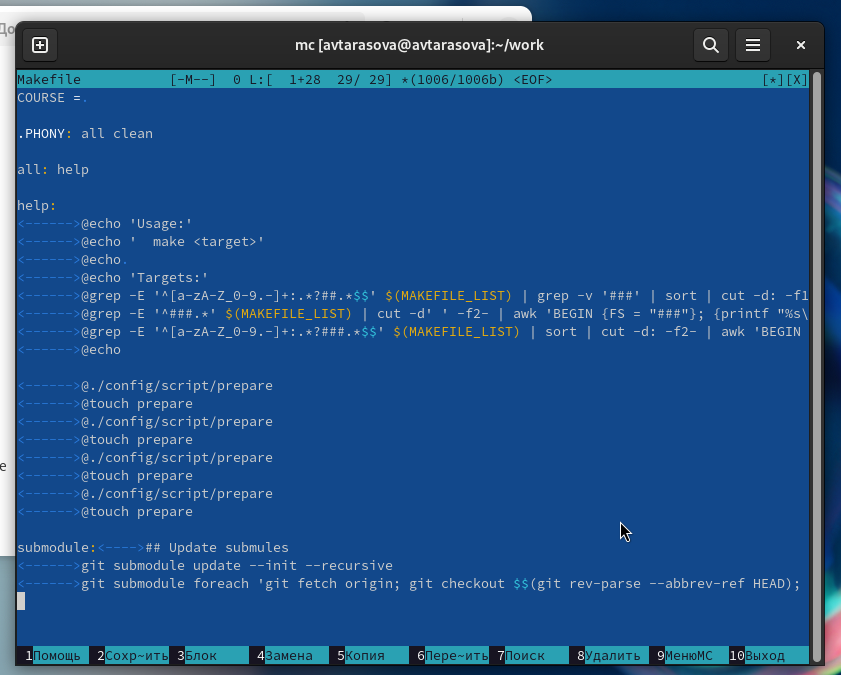 До
mc [avtarasova@avtarasova]:~/work
Makefile [-M--] 0 L:[ 1+28 29/ 29] *(1006/1006b) <EOF> [*][X]
COURSE =.
.PHONY: all clean
all: help
help:
<------>@echo 'Usage:'
<------>@echo '  make <target>'
<------>@echo.
<------>@echo 'Targets:'
<------>@grep -E '^[a-zA-Z_0-9.-]+:.*?##.*$$' $(MAKEFILE_LIST) | grep -v '###' | sort | cut -d: -f1
<------>@grep -E '^###.*' $(MAKEFILE_LIST) | cut -d' ' -f2- | awk 'BEGIN {FS = "###"}; {printf "%s\
<------>@grep -E '^[a-zA-Z_0-9.-]+:.*?###.*$$' $(MAKEFILE_LIST) | sort | cut -d: -f2- | awk 'BEGIN
<------>@echo
<------>@./config/script/prepare
<------>@touch prepare
<------>@./config/script/prepare
<------>@touch prepare
<------>@./config/script/prepare
<------>@touch prepare
<------>@./config/script/prepare
<------>@touch prepare
е
submodule:<---->## Update submules
<------>git submodule update --init --recursive
<------>git submodule foreach 'git fetch origin; git checkout $$(git rev-parse --abbrev-ref HEAD);
1Помощь 2Сохр~ить 3Блок 4Замена 5Копия 6Пере~ить 7Поиск 8Удалить 9МенюMC 10Выход